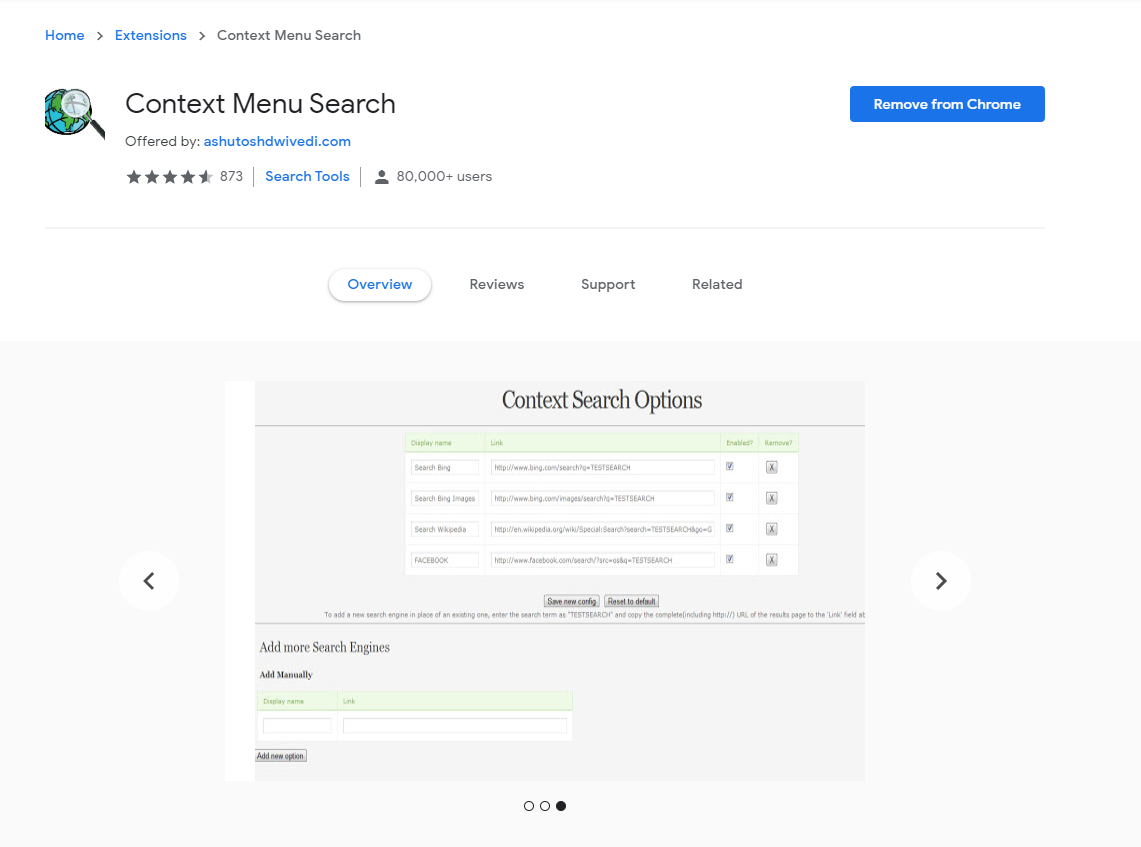 Home > Extensions > Context Menu Search
Context Menu Search
Remove from Chrome
Offered by: ashutoshdwivedi.com
873 Search Tools 80,000+ users
Overview Reviews Support Related
Context Search Options
Display name Link Enabled? Remove?
Search Bing http://www.bing.com/search?q=TESTSEARCH X
Search Bing Images http://www.bing.com/images/search?q=TESTSEARCH X
Search Wikipedia http://en.wikipedia.org/wiki/Special:Search?search=TESTSEARCH&go=G X
FACEBOOK http://www.facebook.com/search/?src=os&q=TESTSEARCH X
Save new config Reset to default
To add a new search engine in place of an existing one, enter the search term as "TESTSEARCH" and copy the complete(including http://) URL of the results page to the 'Link' field ab
Add more Search Engines
Add Manually
Display name Link
Add new option